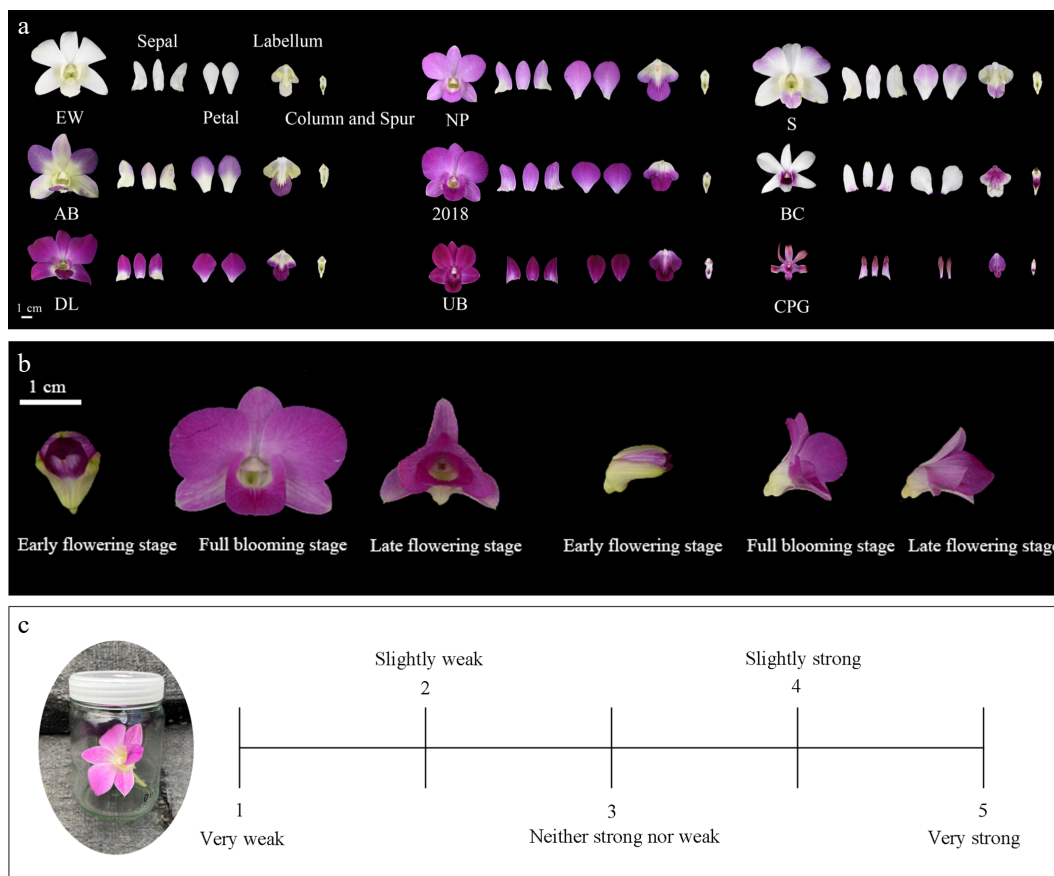 a
Sepal
Labellum
Petal
Column and Spur
EW
NP
S
AB
2018
BC
DL
UB
CPG
1 cm
b
1 cm
Early flowering stage
Full blooming stage
Late flowering stage
Early flowering stage
Full blooming stage
Late flowering stage
c
Slightly weak
2
Slightly strong
4
1
Very weak
3
Neither strong nor weak
5
Very strong